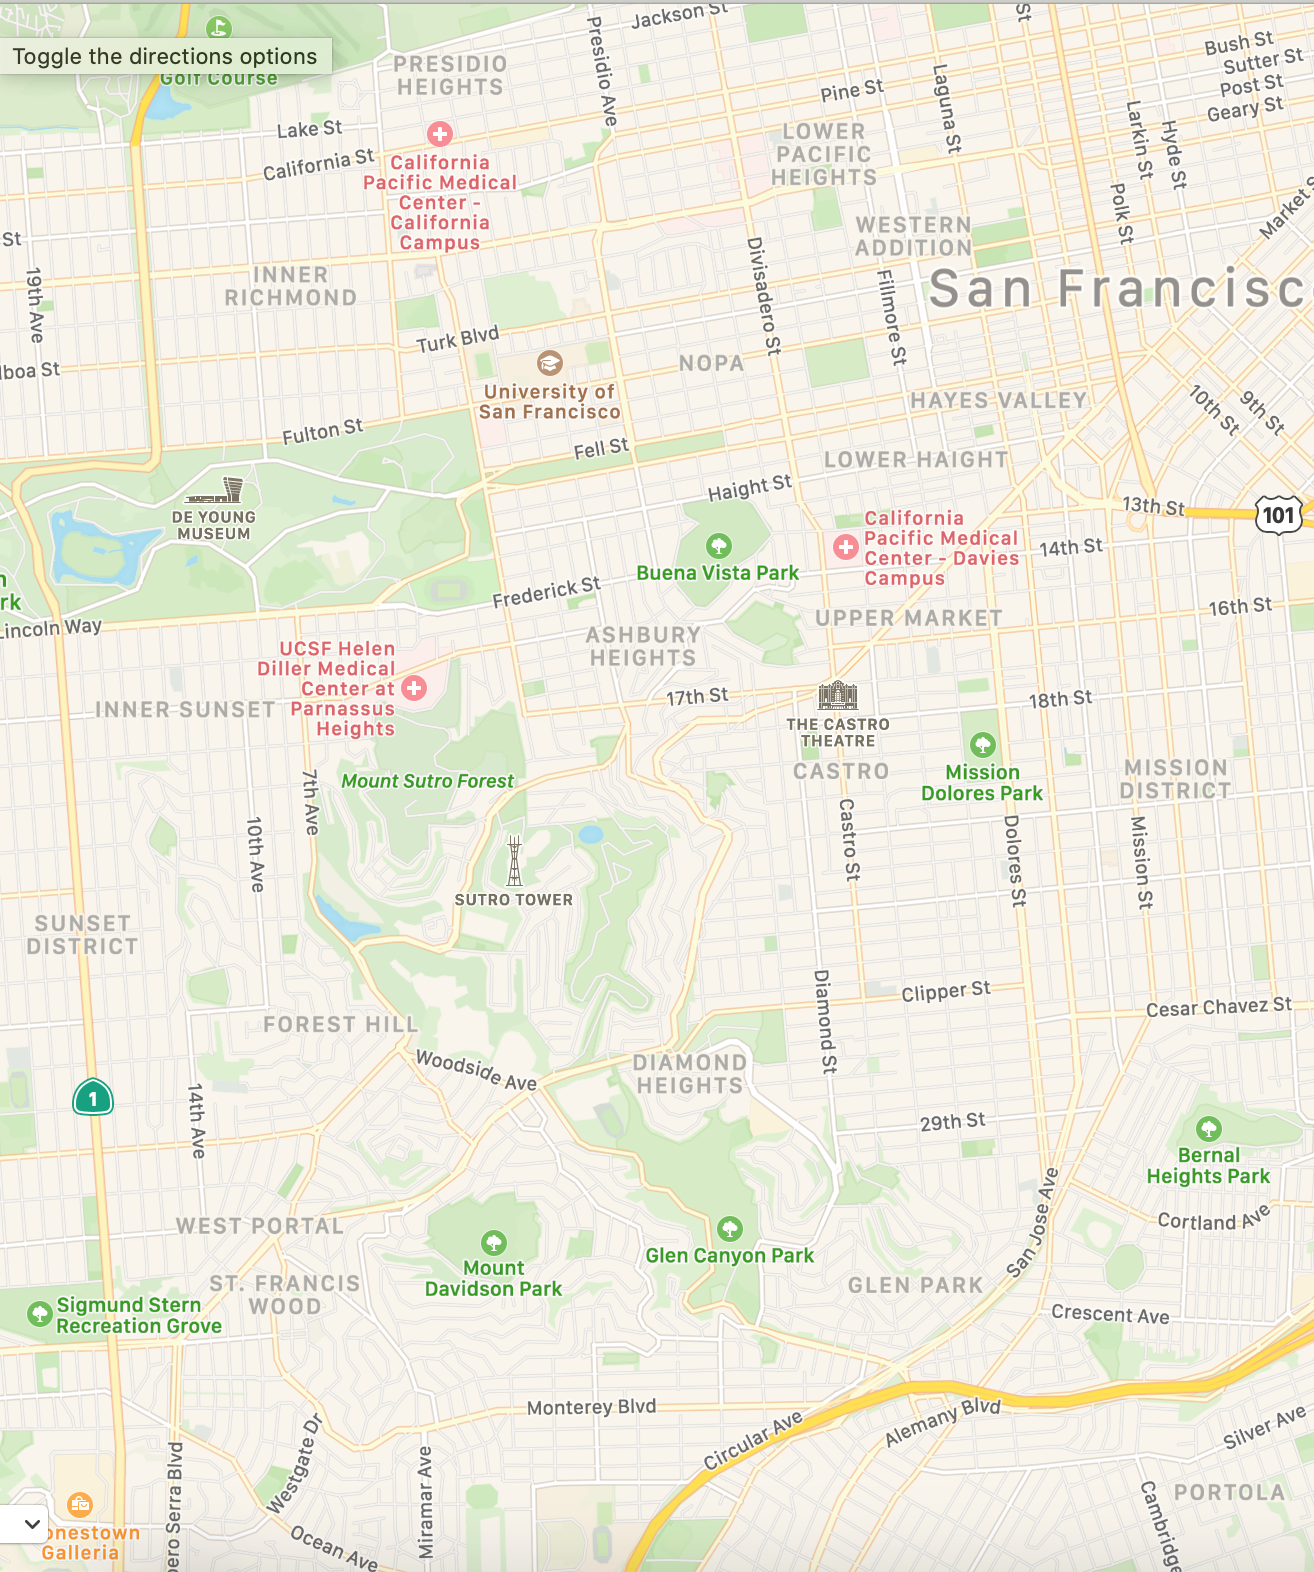 Jackson St
St
Presidio Ave
Bush St
Sutter St
Post St
Geary St
Toggle the directions options
Golf Course
PRESIDIO
HEIGHTS
Pine St
Laguna St
Larkin St
Hyde St
Polk St
Market S
Lake St
California St
California
Pacific Medical
Center -
California
Campus
LOWER
PACIFIC
HEIGHTS
WESTERN
ADDITION
St
19th Ave
INNER
RICHMOND
Divisadero St
Fillmore St
San Francisc
Turk Blvd
lboa St
University of
San Francisco
NOPA
HAYES VALLEY
10th St
9th St
Fulton St
Fell St
LOWER HAIGHT
Haight St
13th St
101
DE YOUNG
MUSEUM
California
Pacific Medical
Center - Davies
Campus
14th St
Buena Vista Park
n
rk
Frederick St
Lincoln Way
UPPER MARKET
16th St
ASHBURY
HEIGHTS
UCSF Helen
Diller Medical
Center at
Parnassus
Heights
INNER SUNSET
17th St
18th St
THE CASTRO
THEATRE
CASTRO
Mission
Dolores Park
MISSION
DISTRICT
Mount Sutro Forest
7th Ave
10th Ave
Castro St
Dolores St
Mission St
SUTRO TOWER
SUNSET
DISTRICT
Diamond St
Clipper St
Cesar Chavez St
FOREST HILL
Woodside Ave
DIAMOND
HEIGHTS
1
14th Ave
29th St
Bernal
Heights Park
San Jose Ave
Cortland Ave
WEST PORTAL
Mount
Davidson Park
Glen Canyon Park
GLEN PARK
ST. FRANCIS
WOOD
Sigmund Stern
Recreation Grove
Crescent Ave
Monterey Blvd
Circular Ave
Alemany Blvd
Silver Ave
Westgate Dr
Miramar Ave
pero Serra Blvd
Ocean Ave
PORTOLA
Cambridge
onestown
Galleria